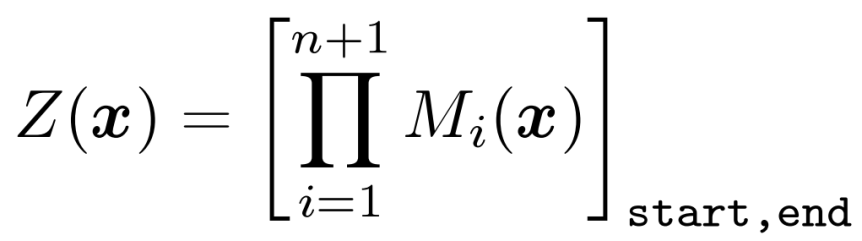 Z(𝒙) = [∏_{i=1}^{n+1} M_i(𝒙)]_{start,end}